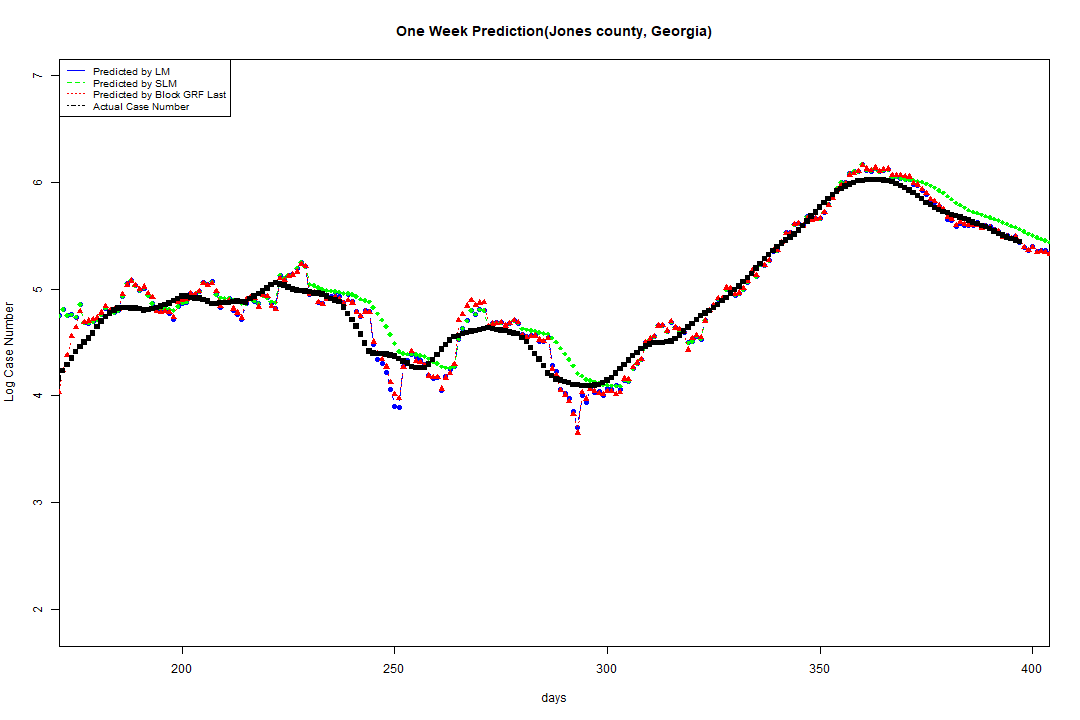 One Week Prediction(Jones county, Georgia)
Predicted by LM
Predicted by SLM
Predicted by Block GRF Last
Actual Case Number
7
6
5
4
3
2
Log Case Number
200 250 300 350 400
days